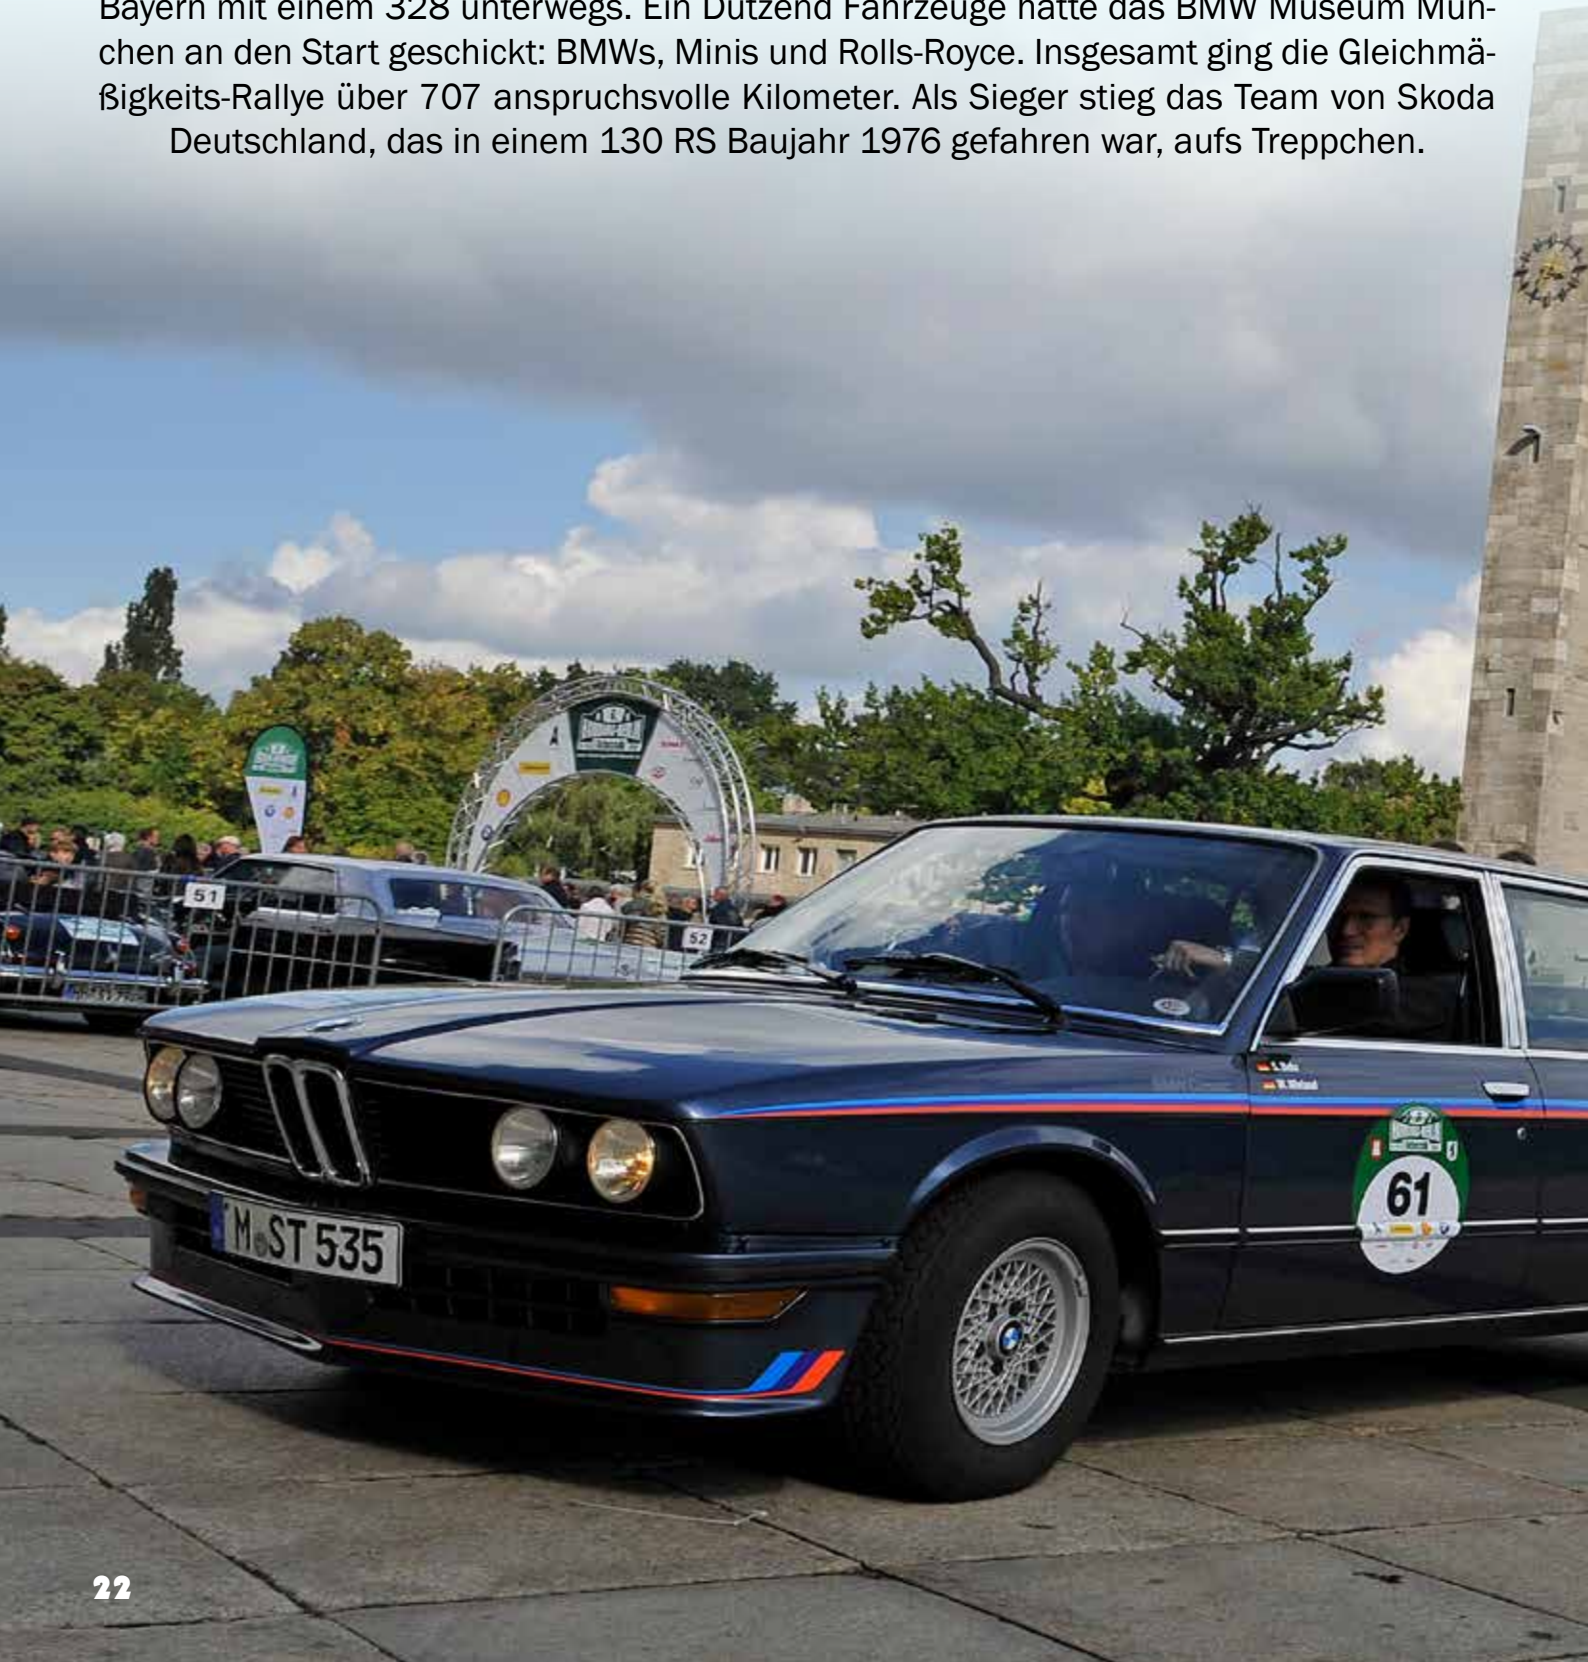 Bayern mit einem 328 unterwegs. Ein Dutzend Fahrzeuge hatte das BMW Museum Mün-
chen an den Start geschickt: BMWs, Minis und Rolls-Royce. Insgesamt ging die Gleichmä-
ßigkeits-Rallye über 707 anspruchsvolle Kilometer. Als Sieger stieg das Team von Skoda
Deutschland, das in einem 130 RS Baujahr 1976 gefahren war, aufs Treppchen.
51
52
61
M ST 535
22